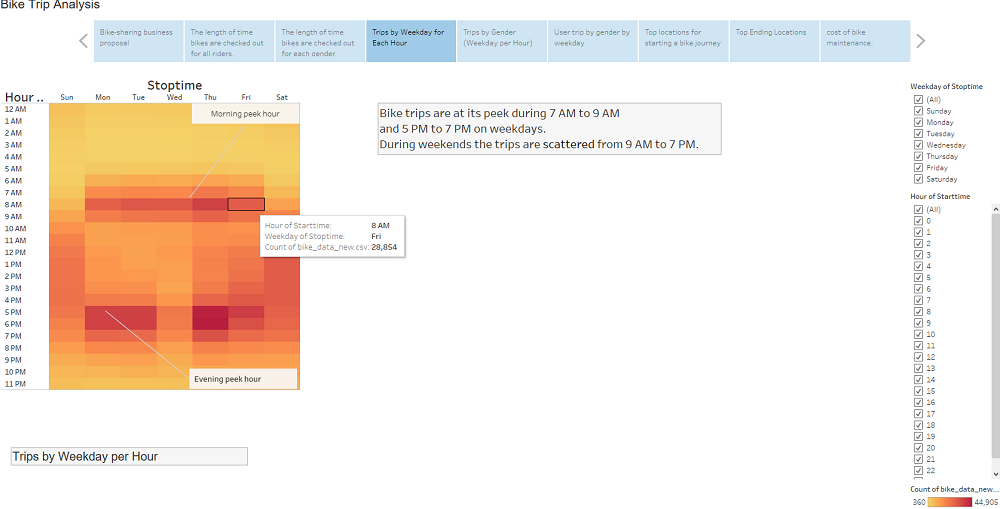 Bike Trip Analysis
Bike-sharing business
proposal
The length of time
bikes are checked out
for all riders.
The length of time
bikes are checked out
for each gender.
Trips by Weekday for
Each Hour
Trips by Gender
(Weekday per Hour)
User trip by gender by
weekday
Top locations for
starting a bike journey
Top Ending Locations
cost of bike
maintenance.
Stoptime
Hour ..
Sun Mon Tue Wed Thu Fri Sat
12 AM
1 AM
2 AM
3 AM
4 AM
5 AM
6 AM
7 AM
8 AM
9 AM
10 AM
11 AM
12 PM
1 PM
2 PM
3 PM
4 PM
5 PM
6 PM
7 PM
8 PM
9 PM
10 PM
11 PM
Morning peek hour
Hour of Starttime: 8 AM
Weekday of Stoptime: Fri
Count of bike_data_new.csv: 28,854
Evening peek hour
Bike trips are at its peek during 7 AM to 9 AM
and 5 PM to 7 PM on weekdays.
During weekends the trips are scattered from 9 AM to 7 PM.
Trips by Weekday per Hour
Weekday of Stoptime
(All)
Sunday
Monday
Tuesday
Wednesday
Thursday
Friday
Saturday
Hour of Starttime
(All)
0
1
2
3
4
5
6
7
8
9
10
11
12
13
14
15
16
17
18
19
20
21
22
Count of bike_data_new...
360 44,905